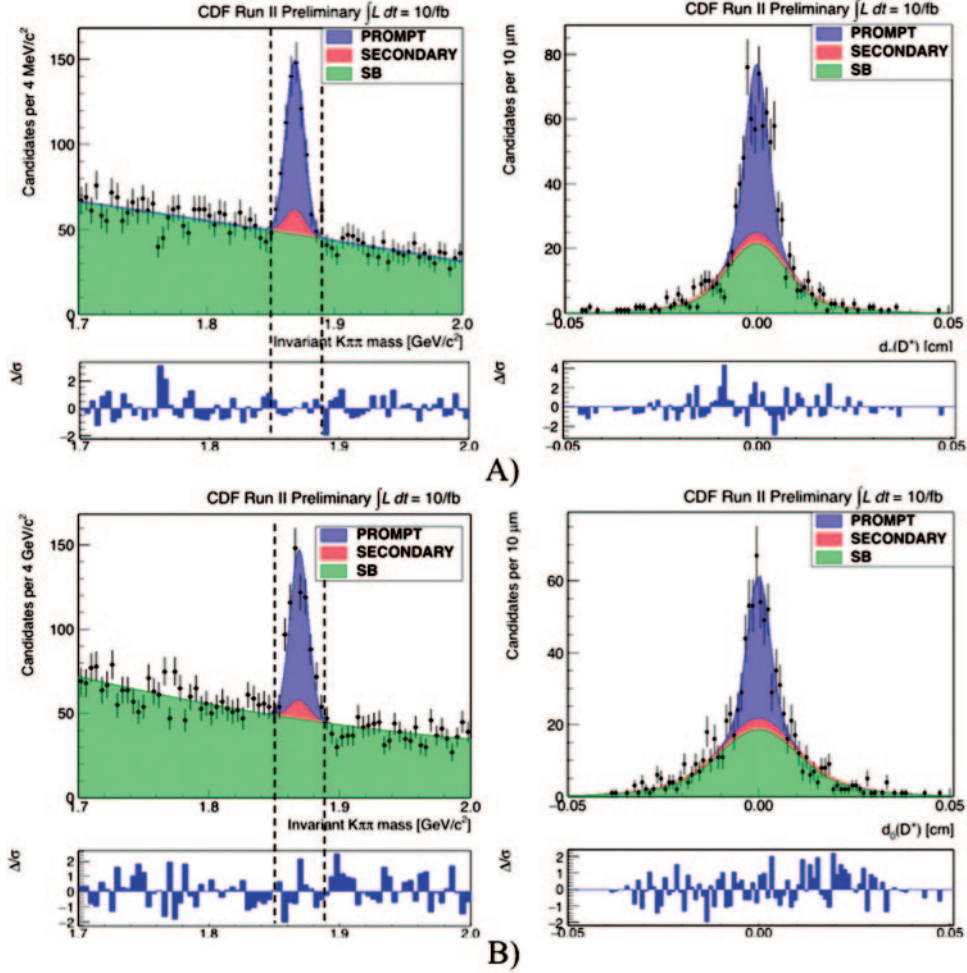 CDF Run II Preliminary ∫L dt = 10/fb
Candidates per 4 MeV/c²
PROMPT
SECONDARY
SB
150
100
50
0
1.7 1.8 1.9 2.0
Invariant Kππ mass [GeV/c²]
Δ/σ
2
0
−2
1.7 1.8 1.9 2.0
CDF Run II Preliminary ∫L dt = 10/fb
Candidates per 10 μm
PROMPT
SECONDARY
SB
80
60
40
20
0
−0.05 0.00 0.05
[cm]
Δ/σ
4
2
0
−2
−0.05 0.00 0.05
A)
CDF Run II Preliminary ∫L dt = 10/fb
Candidates per 4 GeV/c²
PROMPT
SECONDARY
SB
150
100
50
0
1.7 1.8 1.9 2.0
Invariant Kππ mass [GeV/c²]
Δ/σ
2
1
0
−1
−2
1.7 1.8 1.9 2.0
CDF Run II Preliminary ∫L dt = 10/fb
Candidates per 10 μm
PROMPT
SECONDARY
SB
60
40
20
0
−0.05 0.00 0.05
d₀(D⁺) [cm]
Δ/σ
2
1
0
−1
−2
−0.05 0.00 0.05
B)